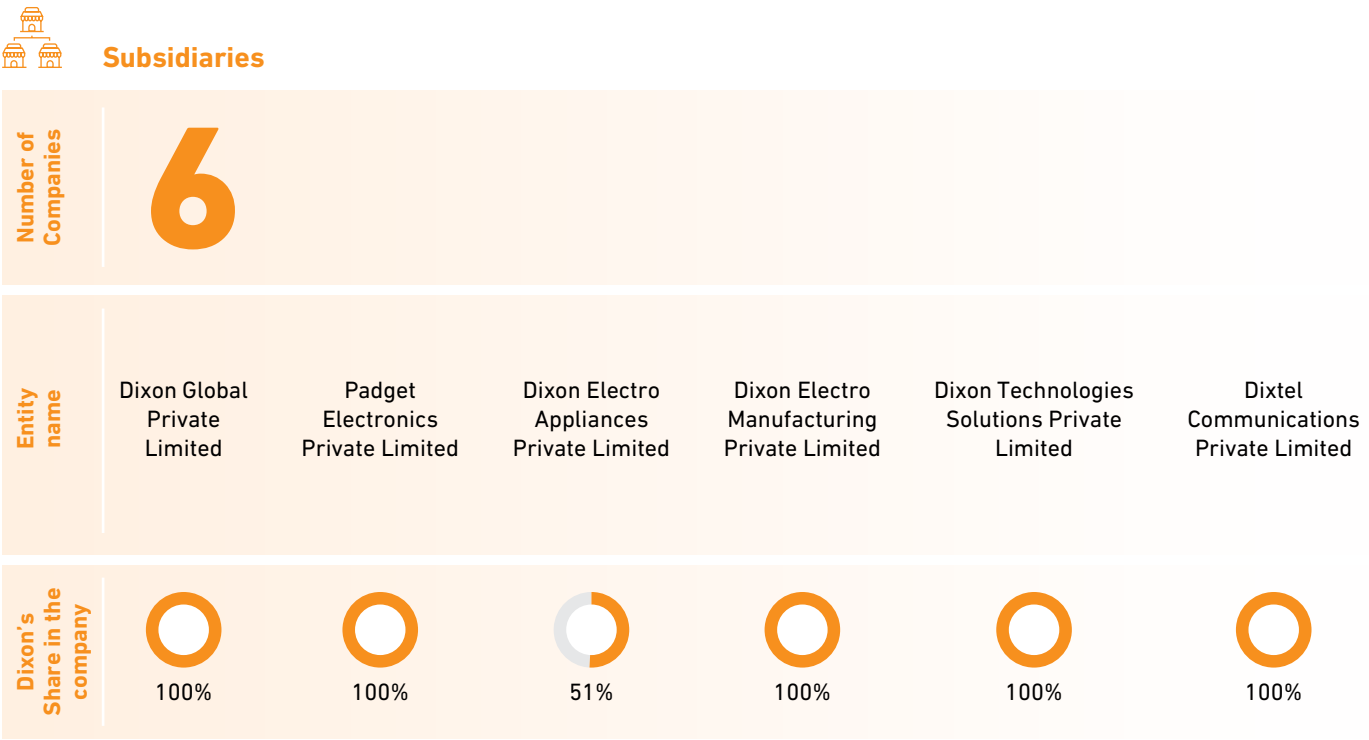 Subsidiaries
Number of
Companies
6
Entity
name
Dixon Global
Private
Limited
Padget
Electronics
Private Limited
Dixon Electro
Appliances
Private Limited
Dixon Electro
Manufacturing
Private Limited
Dixon Technologies
Solutions Private
Limited
Dixtel
Communications
Private Limited
Dixon's
Share in the
company
100%
100%
51%
100%
100%
100%